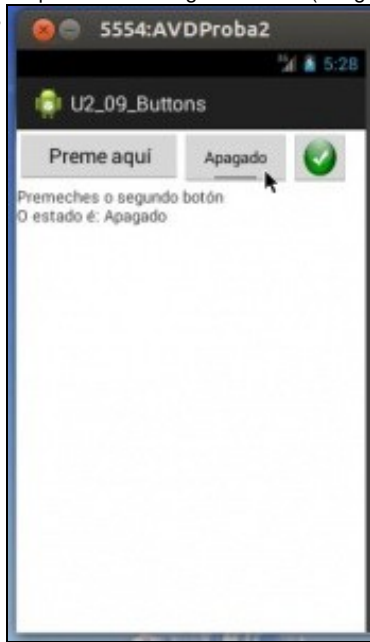 5554:AVDProba2
5:28
U2_09_Buttons
Preme aquí
Apagado
Premeches o segundo botón
O estado é: Apagado